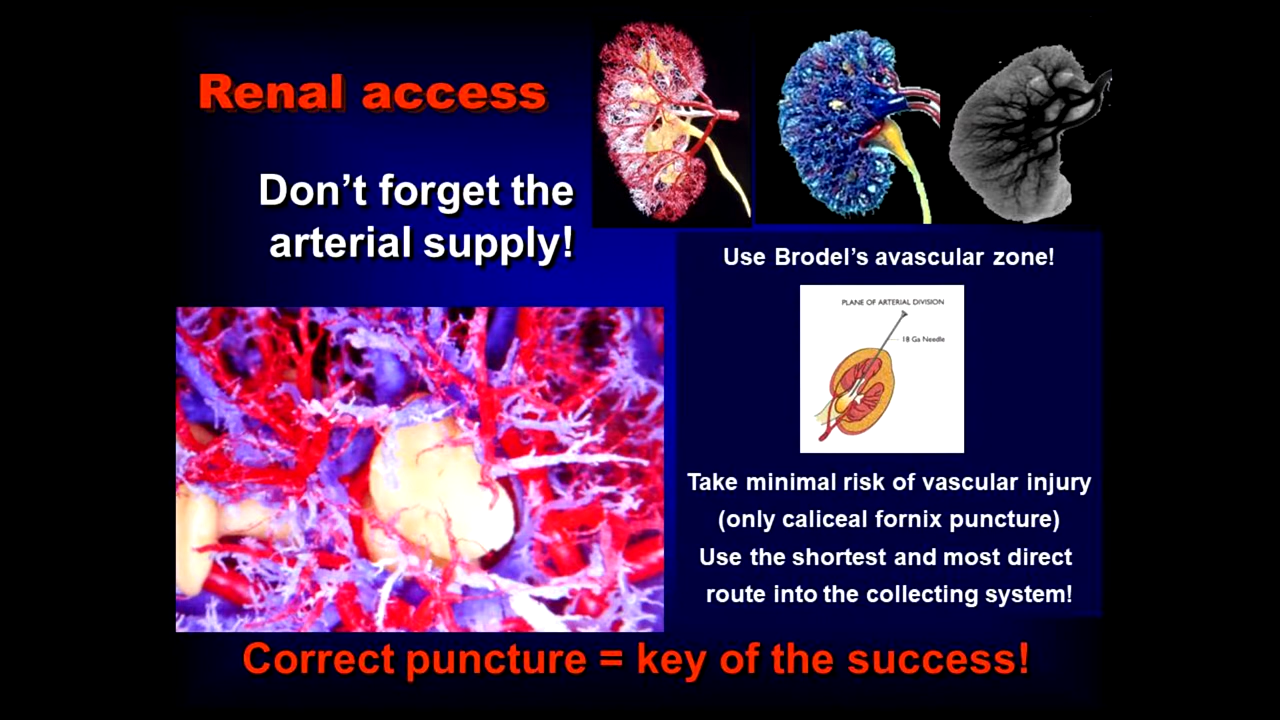 Renal access
Don’t forget the
arterial supply!
Use Brodel’s avascular zone!
PLANE OF ARTERIAL DIVISION
18 Ga Needle
Take minimal risk of vascular injury
(only caliceal fornix puncture)
Use the shortest and most direct
route into the collecting system!
Correct puncture = key of the success!